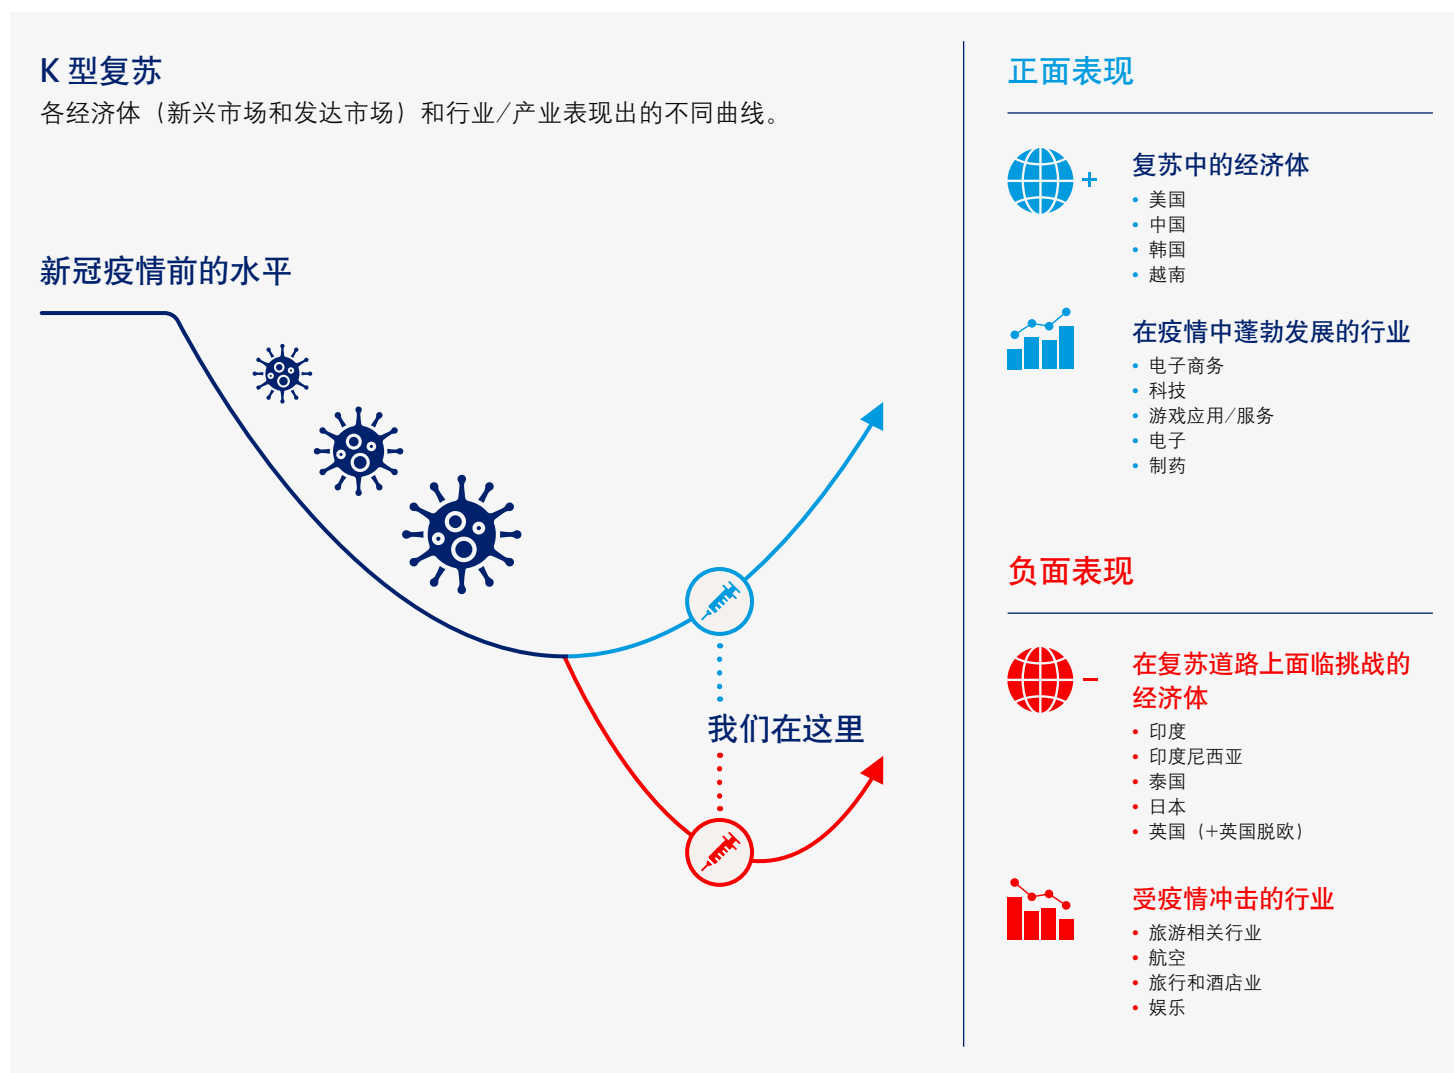 K 型复苏
各经济体（新兴市场和发达市场）和行业/产业表现出的不同曲线。
新冠疫情前的水平
我们在这里
正面表现
+
复苏中的经济体
• 美国
• 中国
• 韩国
• 越南
在疫情中蓬勃发展的行业
• 电子商务
• 科技
• 游戏应用/服务
• 电子
• 制药
负面表现
−
在复苏道路上面临挑战的
经济体
• 印度
• 印度尼西亚
• 泰国
• 日本
• 英国（+英国脱欧）
受疫情冲击的行业
• 旅游相关行业
• 航空
• 旅行和酒店业
• 娱乐